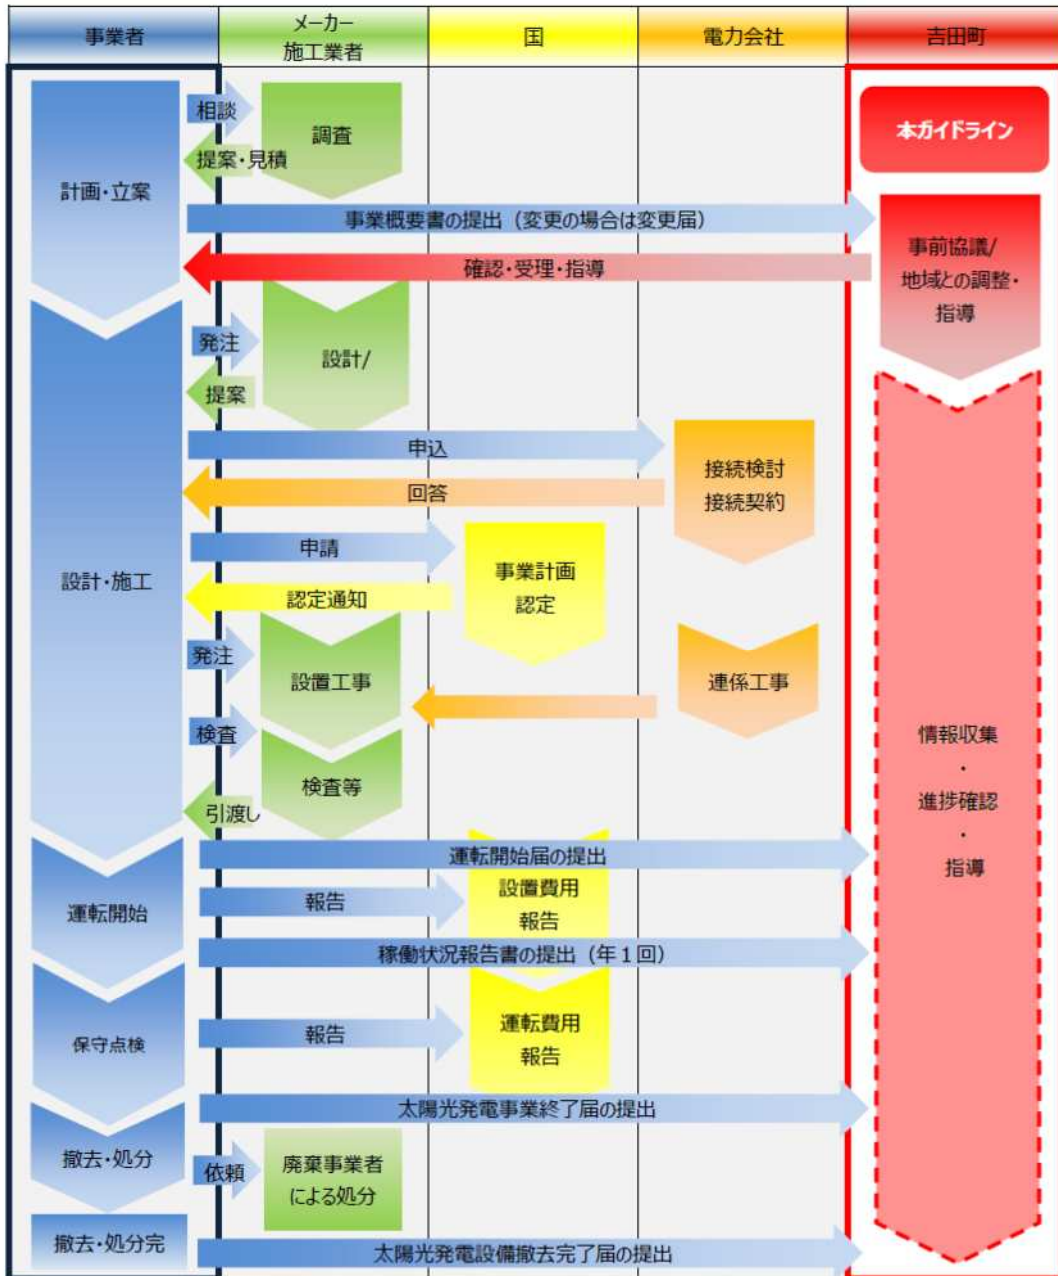 事業者
メーカー
施工業者
国
電力会社
吉田町
相談
調査
本ガイドライン
提案・見積
計画・立案
事業概要書の提出（変更の場合は変更届）
事前協議/
地域との調整・
指導
確認・受理・指導
発注
設計/
提案
申込
接続検討
接続契約
回答
申請
事業計画
認定
設計・施工
認定通知
発注
設置工事
連係工事
検査
情報収集
・
進捗確認
・
指導
検査等
引渡し
運転開始届の提出
運転開始
報告
設置費用
報告
稼働状況報告書の提出（年１回）
保守点検
報告
運転費用
報告
太陽光発電事業終了届の提出
撤去・処分
依頼
廃棄事業者
による処分
撤去・処分完
太陽光発電設備撤去完了届の提出